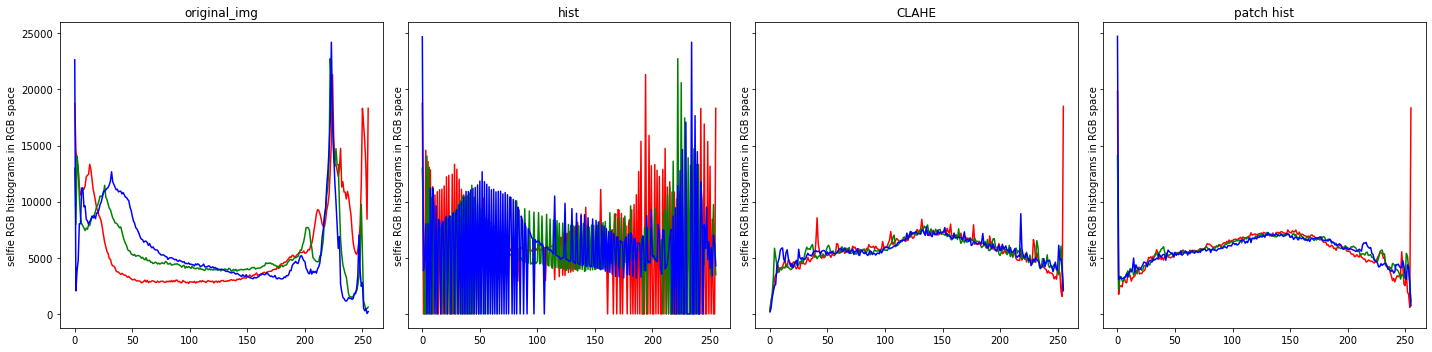 original_img
hist
CLAHE
patch hist
selfie RGB histograms in RGB space
selfie RGB histograms in RGB space
selfie RGB histograms in RGB space
selfie RGB histograms in RGB space
25000
20000
15000
10000
5000
0
0 50 100 150 200 250
0 50 100 150 200 250
0 50 100 150 200 250
0 50 100 150 200 250